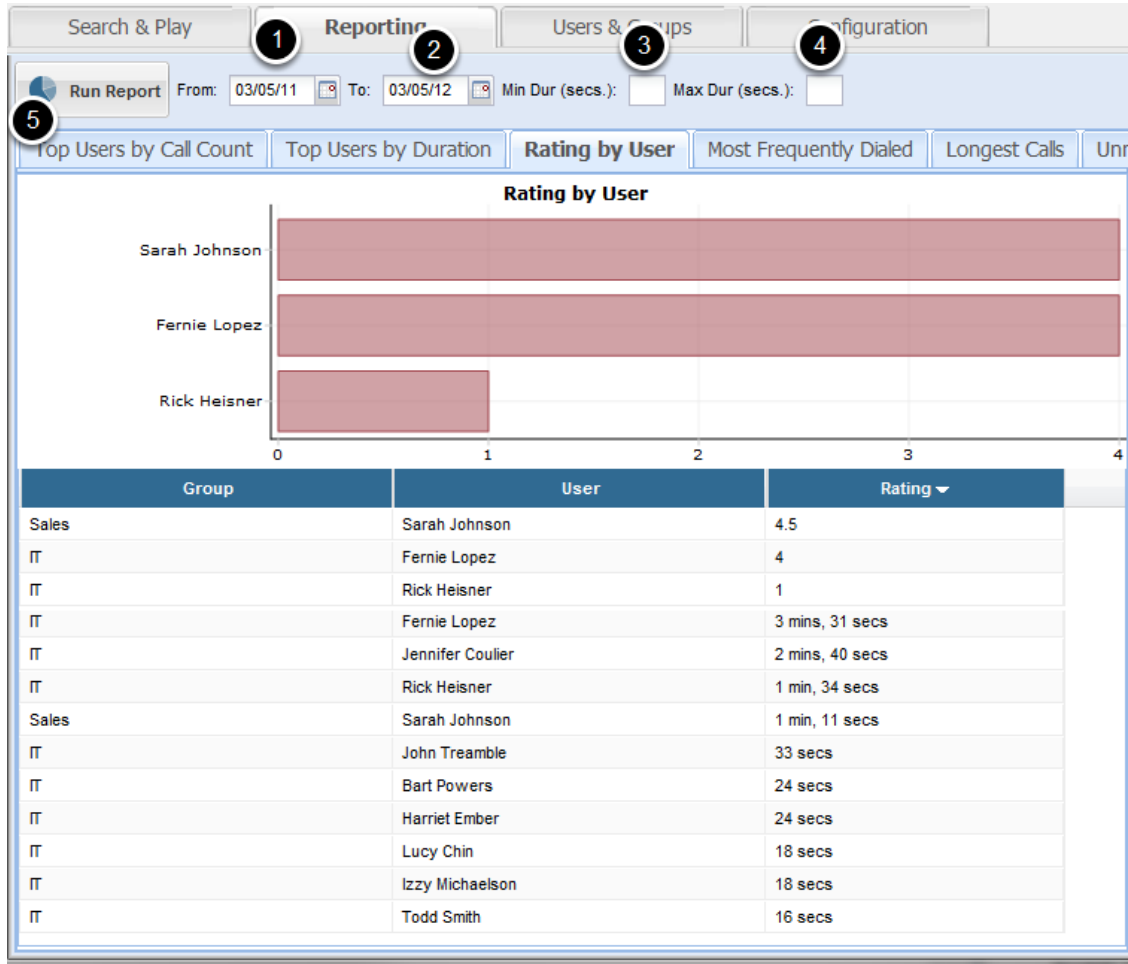 Search & Play Reporting Users & Groups Configuration
1 2 3 4
Run Report From: 03/05/11 To: 03/05/12 Min Dur (secs.): Max Dur (secs.):
5
Top Users by Call Count Top Users by Duration Rating by User Most Frequently Dialed Longest Calls
Rating by User
Sarah Johnson
Fernie Lopez
Rick Heisner
0 1 2 3 4
Group User Rating
Sales Sarah Johnson 4.5
IT Fernie Lopez 4
IT Rick Heisner 1
IT Fernie Lopez 3 mins, 31 secs
IT Jennifer Coulier 2 mins, 40 secs
IT Rick Heisner 1 min, 34 secs
Sales Sarah Johnson 1 min, 11 secs
IT John Treamble 33 secs
IT Bart Powers 24 secs
IT Harriet Ember 24 secs
IT Lucy Chin 18 secs
IT Izzy Michaelson 18 secs
IT Todd Smith 16 secs